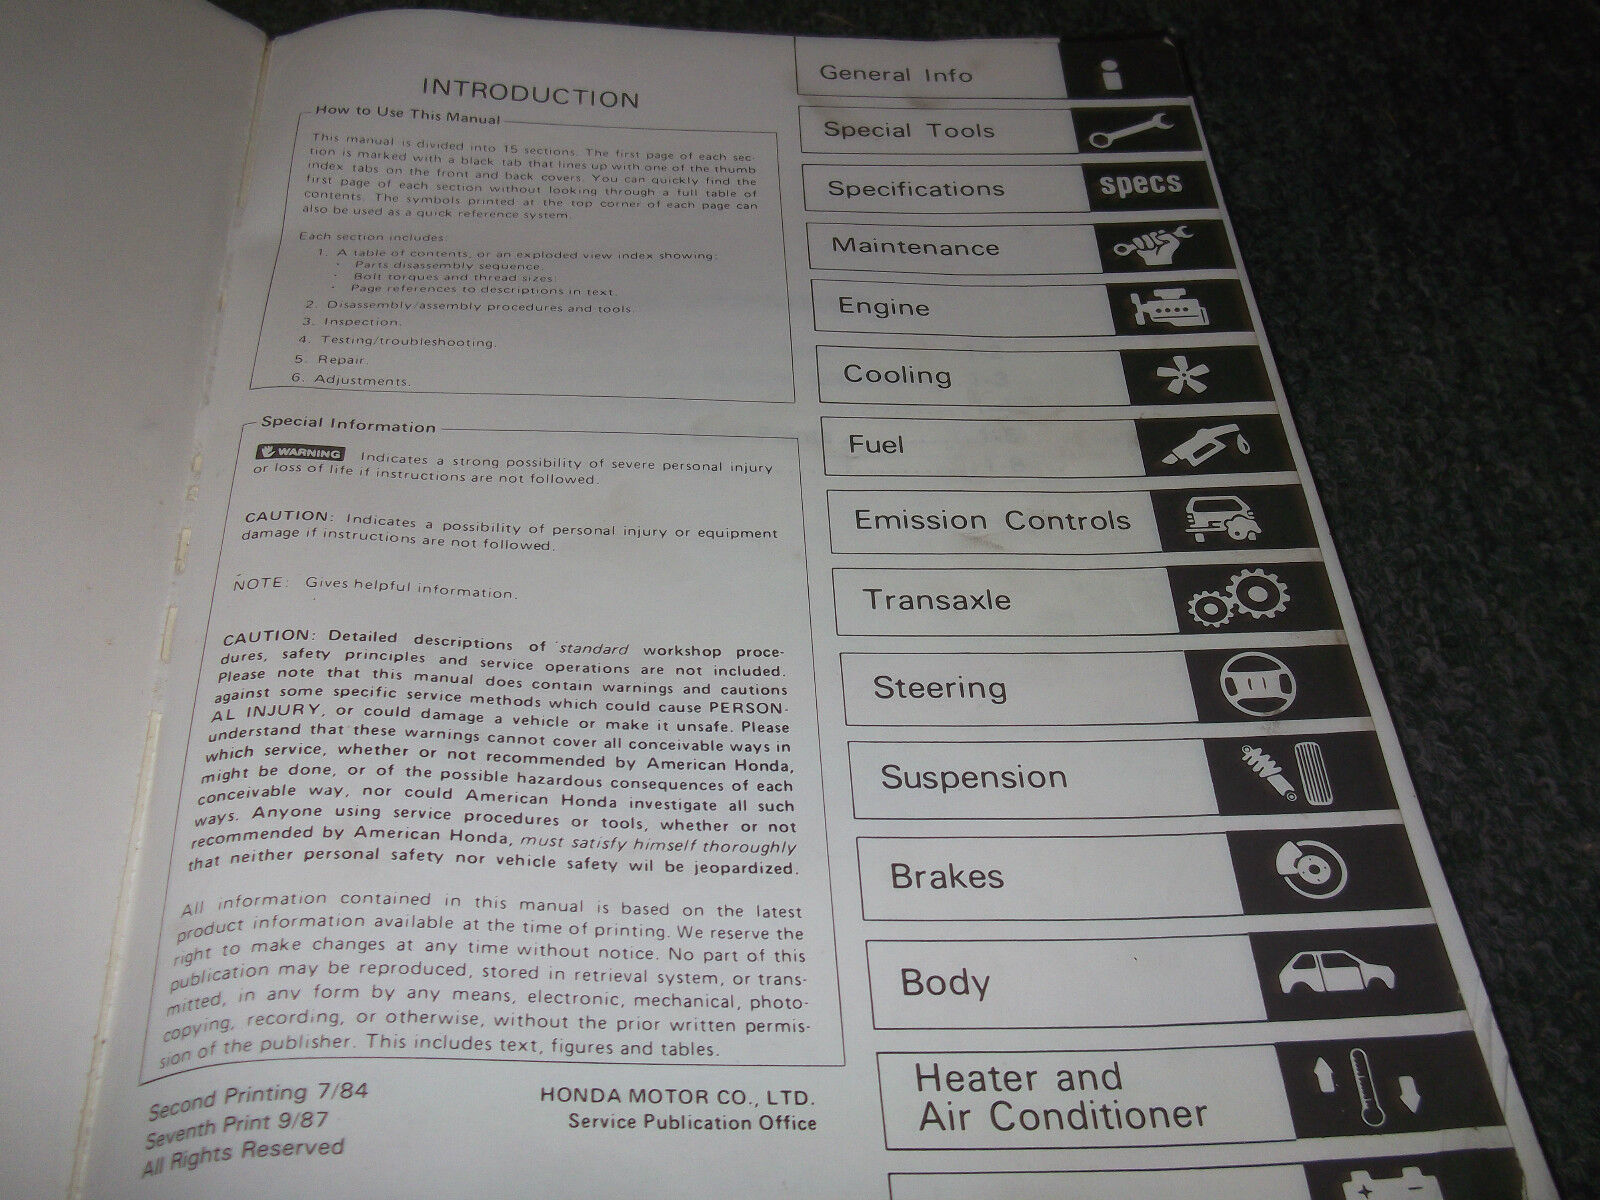 INTRODUCTION
How to Use This Manual
This manual is divided into 15 sections. The first page of each sec-
tion is marked with a black tab that lines up with one of the thumb
index tabs on the front and back covers. You can quickly find the
first page of each section without looking through a full table of
contents. The symbols printed at the top corner of each page can
also be used as a quick reference system.
Each section includes:
1. A table of contents, or an exploded view index showing:
· Parts disassembly sequence.
· Bolt torques and thread sizes.
· Page references to descriptions in text.
2. Disassembly/assembly procedures and tools.
3. Inspection.
4. Testing/troubleshooting.
5. Repair.
6. Adjustments.
Special Information
WARNING Indicates a strong possibility of severe personal injury
or loss of life if instructions are not followed.
CAUTION: Indicates a possibility of personal injury or equipment
damage if instructions are not followed.
NOTE: Gives helpful information.
CAUTION: Detailed descriptions of standard workshop proce-
dures, safety principles and service operations are not included.
Please note that this manual does contain warnings and cautions
against some specific service methods which could cause PERSON-
AL INJURY, or could damage a vehicle or make it unsafe. Please
understand that these warnings cannot cover all conceivable ways in
which service, whether or not recommended by American Honda,
might be done, or of the possible hazardous consequences of each
conceivable way, nor could American Honda investigate all such
ways. Anyone using service procedures or tools, whether or not
recommended by American Honda, must satisfy himself thoroughly
that neither personal safety nor vehicle safety wil be jeopardized.
All information contained in this manual is based on the latest
product information available at the time of printing. We reserve the
right to make changes at any time without notice. No part of this
publication may be reproduced, stored in retrieval system, or trans-
mitted, in any form by any means, electronic, mechanical, photo-
copying, recording, or otherwise, without the prior written permis-
sion of the publisher. This includes text, figures and tables.
Second Printing 7/84
Seventh Print 9/87
All Rights Reserved
HONDA MOTOR CO., LTD.
Service Publication Office
General Info
Special Tools
Specifications specs
Maintenance
Engine
Cooling
Fuel
Emission Controls
Transaxle
Steering
Suspension
Brakes
Body
Heater and
Air Conditioner